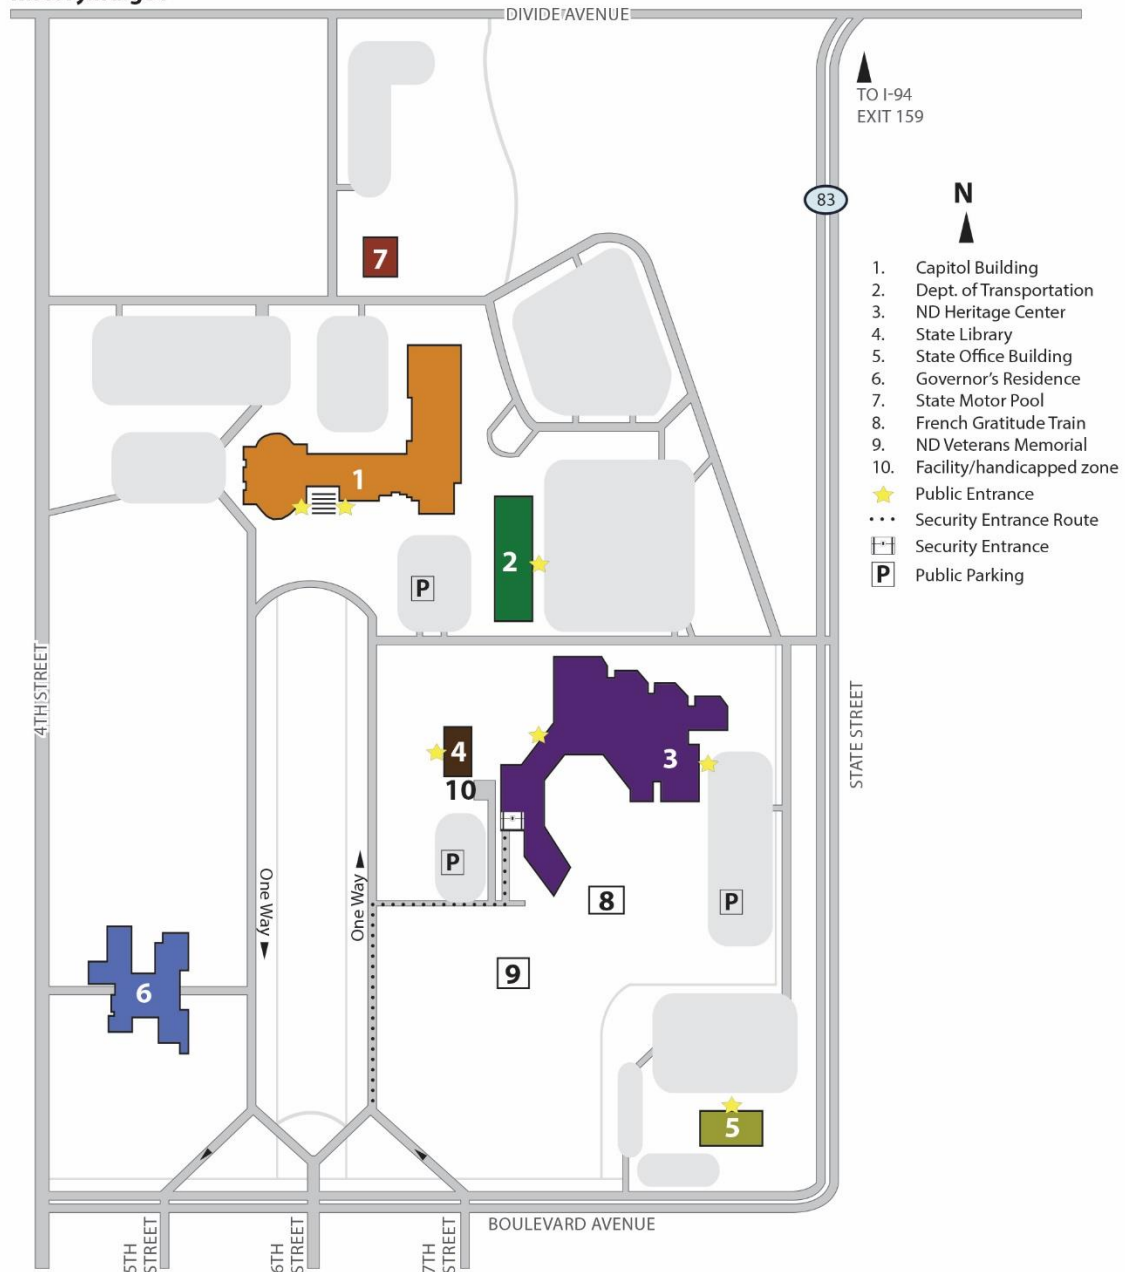 DIVIDE AVENUE
TO I-94
EXIT 159
83
N
1. Capitol Building
2. Dept. of Transportation
3. ND Heritage Center
4. State Library
5. State Office Building
6. Governor's Residence
7. State Motor Pool
8. French Gratitude Train
9. ND Veterans Memorial
10. Facility/handicapped zone
Public Entrance
Security Entrance Route
Security Entrance
P Public Parking
7
1
2
P
4TH STREET
STATE STREET
3
4
10
P
One Way
One Way
8
P
9
6
5
BOULEVARD AVENUE
5TH
STREET
6TH
STREET
7TH
STREET